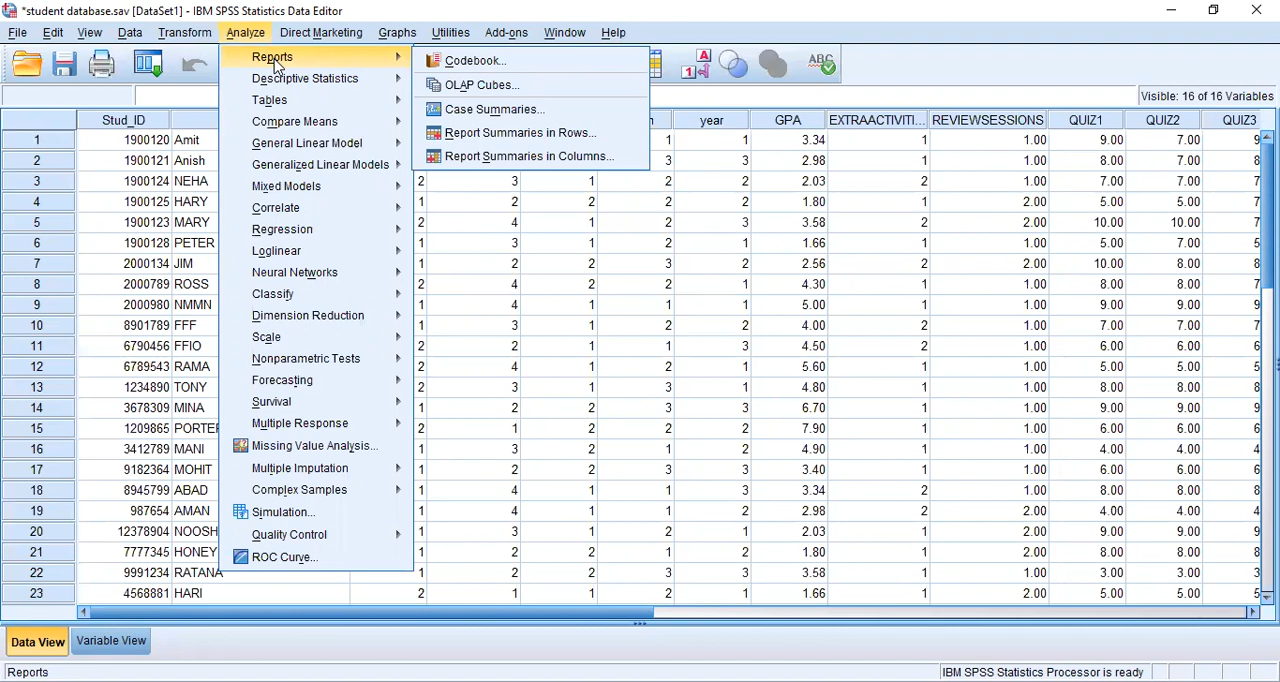 *student database.sav [DataSet1] - IBM SPSS Statistics Data Editor
File Edit View Data Transform Analyze Direct Marketing Graphs Utilities Add-ons Window Help
Reports
Descriptive Statistics
Tables
Compare Means
General Linear Model
Generalized Linear Models
Mixed Models
Correlate
Regression
Loglinear
Neural Networks
Classify
Dimension Reduction
Scale
Nonparametric Tests
Forecasting
Survival
Multiple Response
Missing Value Analysis...
Multiple Imputation
Complex Samples
Simulation...
Quality Control
ROC Curve...
Codebook...
OLAP Cubes...
Case Summaries...
Report Summaries in Rows...
Report Summaries in Columns...
1 A
ABC
Visible: 16 of 16 Variables
Stud_ID year GPA EXTRAACTIVITI... REVIEWSESSIONS QUIZ1 QUIZ2 QUIZ3
1 1900120 Amit 1 1 3.34 1 1.00 9.00 7.00 9
2 1900121 Anish 3 3 2.98 1 1.00 8.00 7.00 8
3 1900124 NEHA 2 3 1 2 2 2.03 1 1.00 7.00 7.00 7
4 1900125 HARY 1 2 2 2 2 1.80 1 2.00 5.00 5.00 7
5 1900123 MARY 2 4 1 2 3 3.58 2 1.00 10.00 10.00 7
6 1900128 PETER 1 3 1 1 3 1.66 1 2.00 5.00 7.00 5
7 2000134 JIM 1 2 2 3 2 2.56 1 2.00 10.00 8.00 8
8 2000789 ROSS 2 4 2 2 1 4.30 2 1.00 8.00 8.00 7
9 2000980 NMMN 2 4 1 1 1 5.00 1 1.00 9.00 9.00 9
10 8901789 FFF 1 3 1 2 2 4.00 2 1.00 7.00 7.00 7
11 6790456 FFIO 2 2 1 1 3 4.50 2 1.00 6.00 6.00 6
12 6789543 RAMA 2 4 1 2 1 5.60 1 1.00 5.00 5.00 5
13 1234890 TONY 2 3 1 3 2 4.80 1 1.00 8.00 8.00 8
14 3678309 MINA 1 2 2 3 3 6.70 1 1.00 9.00 9.00 9
15 1209865 PORTER 2 1 2 2 2 7.90 1 1.00 6.00 6.00 6
16 3412789 MANI 1 3 2 1 2 4.90 1 1.00 4.00 4.00 4
17 9182364 MOHIT 1 2 2 3 3 3.40 1 1.00 6.00 6.00 6
18 8945799 ABAD 1 4 1 1 3 3.34 2 1.00 8.00 8.00 8
19 987654 AMAN 1 4 1 1 2 2.98 2 2.00 4.00 4.00 4
20 12378904 NOOSH 1 3 1 2 1 2.03 1 1.00 9.00 9.00 9
21 7777345 HONEY 1 2 2 1 2 1.80 1 2.00 8.00 8.00 8
22 9991234 RATANA 1 2 2 3 3 3.58 1 1.00 3.00 3.00 3
23 4568881 HARI 2 1 1 2 1 1.66 1 2.00 5.00 5.00 5
Data View Variable View
Reports IBM SPSS Statistics Processor is ready